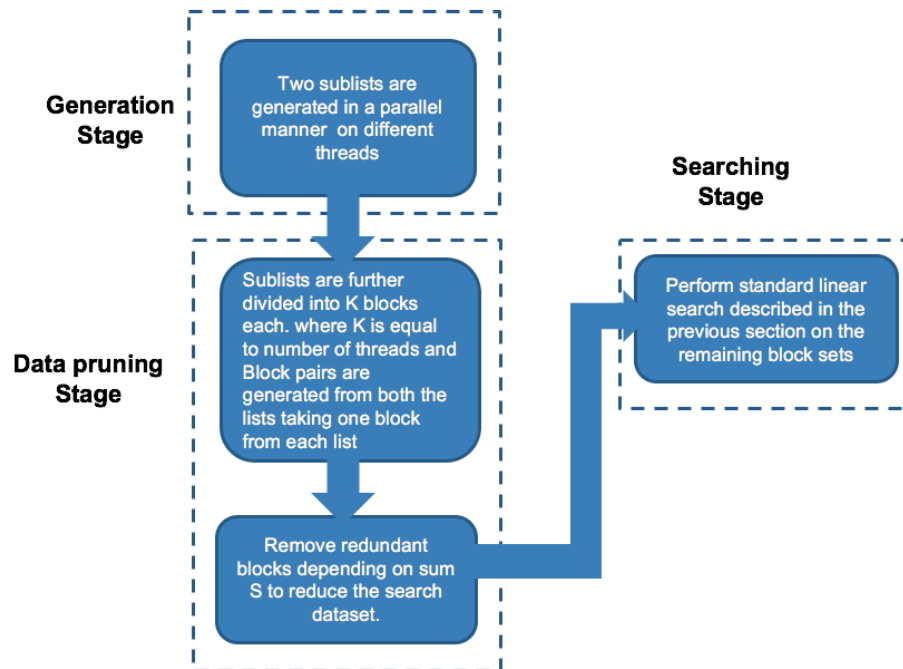 Generation
Stage
Two sublists are
generated in a parallel
manner on different
threads
Data pruning
Stage
Sublists are further
divided into K blocks
each. where K is equal
to number of threads and
Block pairs are
generated from both the
lists taking one block
from each list
Remove redundant
blocks depending on sum
S to reduce the search
dataset.
Searching
Stage
Perform standard linear
search described in the
previous section on the
remaining block sets